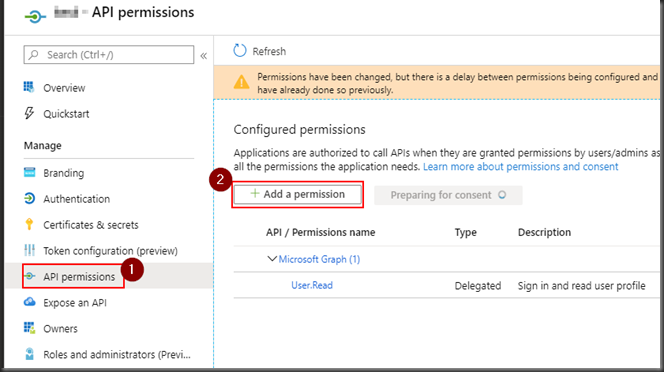 - API permissions
Search (Ctrl+/)
«
Overview
Quickstart
Manage
Branding
Authentication
Certificates & secrets
Token configuration (preview)
API permissions
1
Expose an API
Owners
Roles and administrators (Previ...
Refresh
Permissions have been changed, but there is a delay between permissions being configured and
have already done so previously.
Configured permissions
Applications are authorized to call APIs when they are granted permissions by users/admins as
all the permissions the application needs. Learn more about permissions and consent
2
+ Add a permission
Preparing for consent
API / Permissions name Type Description
Microsoft Graph (1)
User.Read Delegated Sign in and read user profile